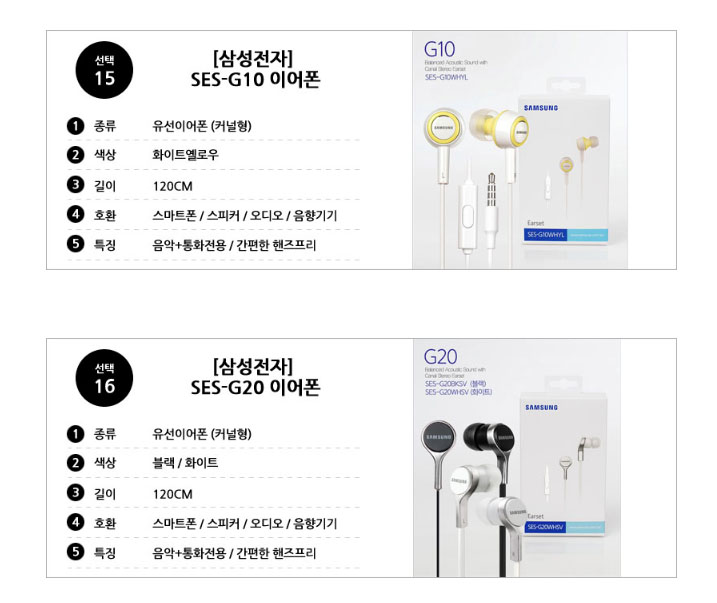 선택
15
[삼성전자]
SES-G10 이어폰
1 종류 유선이어폰 (커널형)
2 색상 화이트옐로우
3 길이 120CM
4 호환 스마트폰 / 스피커 / 오디오 / 음향기기
5 특징 음악+통화전용 / 간편한 핸즈프리
G10
Balanced Acoustic Sound with
Canal Stereo Earset
SES-G10WHYL
SAMSUNG
SAMSUNG
SAMSUNG
Earset
SES-G10WHYL
선택
16
[삼성전자]
SES-G20 이어폰
1 종류 유선이어폰 (커널형)
2 색상 블랙 / 화이트
3 길이 120CM
4 호환 스마트폰 / 스피커 / 오디오 / 음향기기
5 특징 음악+통화전용 / 간편한 핸즈프리
G20
Balanced Acoustic Sound with
Canal Stereo Earset
SES-G20BKSV (블랙)
SES-G20WHSV (화이트)
SAMSUNG
SAMSUNG
SAMSUNG
SAMSUNG
SAMSUNG
Earset
SES-G20WHSV